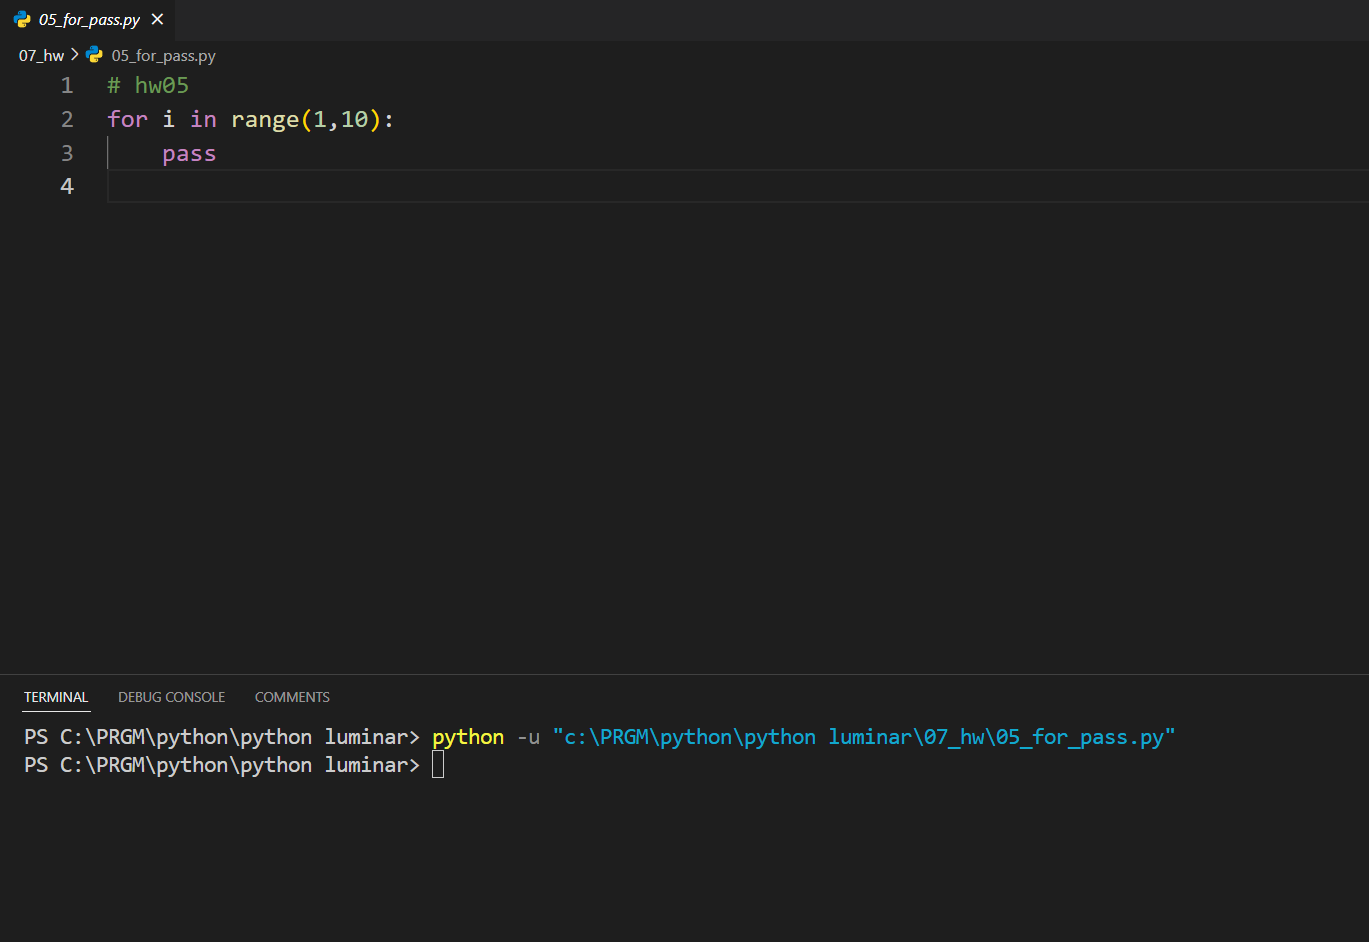 05_for_pass.py
07_hw > 05_for_pass.py
1 # hw05
2 for i in range(1,10):
3     pass
4
TERMINAL DEBUG CONSOLE COMMENTS
PS C:\PRGM\python\python luminar> python -u "c:\PRGM\python\python luminar\07_hw\05_for_pass.py"
PS C:\PRGM\python\python luminar>